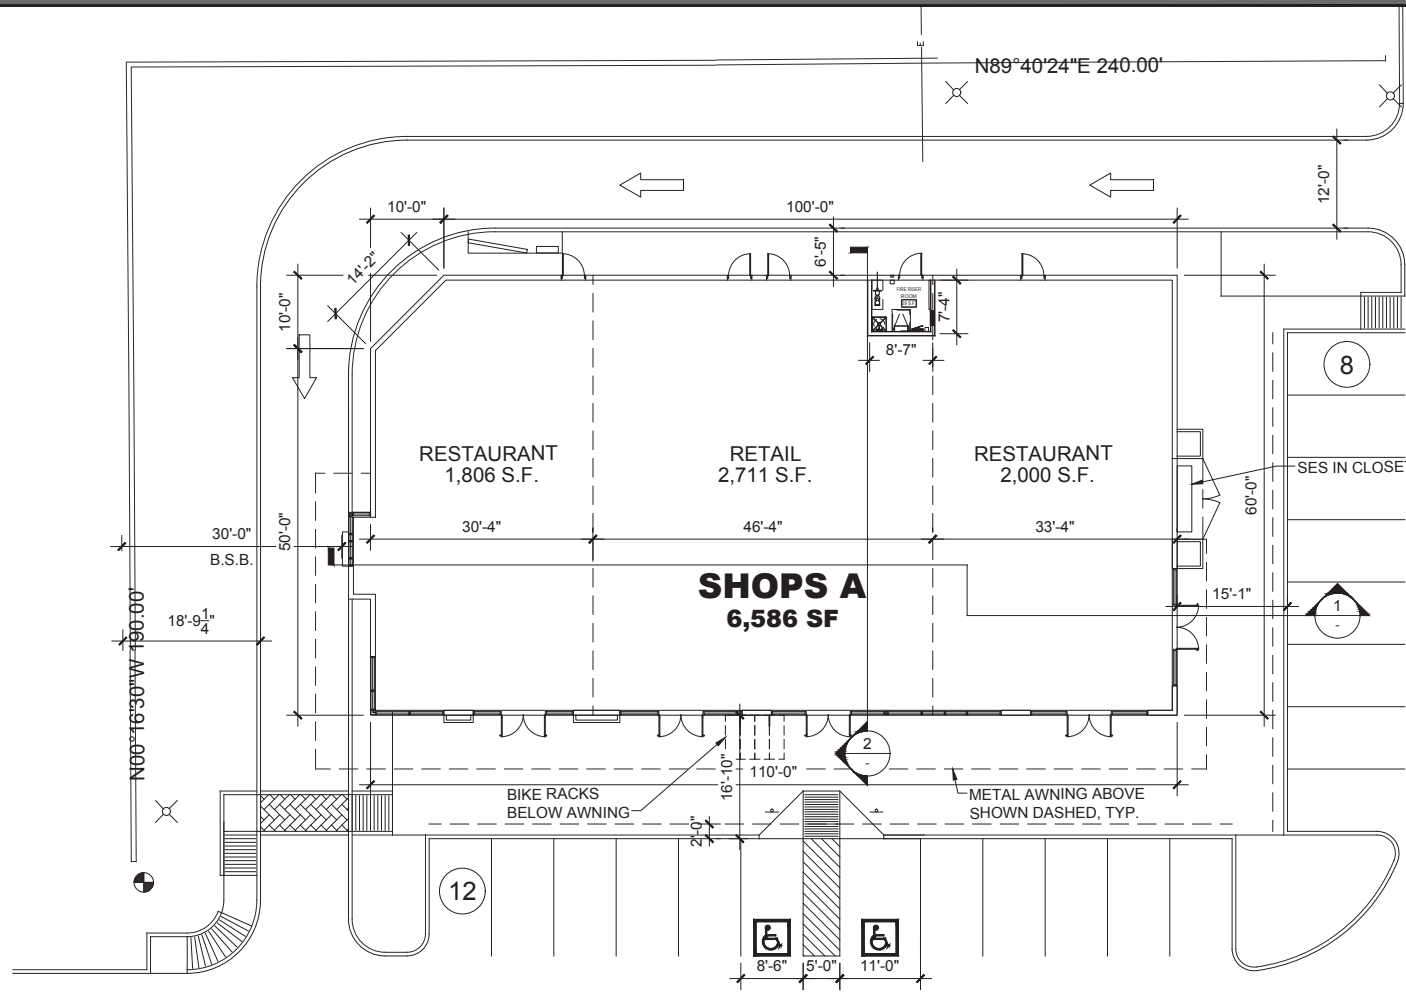 E
N89°40'24"E 240.00'
12'-0"
10'-0"
100'-0"
6'-5"
14'-2"
10'-0"
FIRE RISER
ROOM
7'-4"
8'-7"
8
RESTAURANT
1,806 S.F.
RETAIL
2,711 S.F.
RESTAURANT
2,000 S.F.
SES IN CLOSET
60'-0"
30'-4"
46'-4"
33'-4"
50'-0"
30'-0"
B.S.B.
SHOPS A
6,586 SF
15'-1"
1
-
18'-9 1/4"
N00°16'30"W 190.00'
2
-
16'-10"
110'-0"
BIKE RACKS
BELOW AWNING
METAL AWNING ABOVE
SHOWN DASHED, TYP.
2'-0"
12
8'-6"
5'-0"
11'-0"